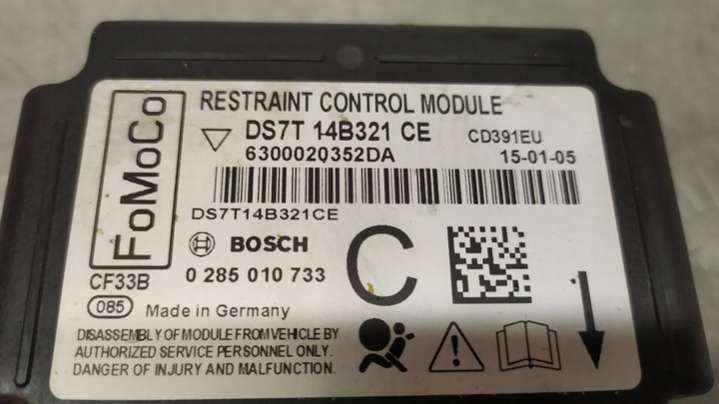 FoMoCo
RESTRAINT CONTROL MODULE
DS7T 14B321 CE CD391EU
6300020352DA 15-01-05
DS7T14B321CE
BOSCH
C
CF33B 0 285 010 733
085 Made in Germany
DISASSEMBLY OF MODULE FROM VEHICLE BY
AUTHORIZED SERVICE PERSONNEL ONLY.
DANGER OF INJURY AND MALFUNCTION.